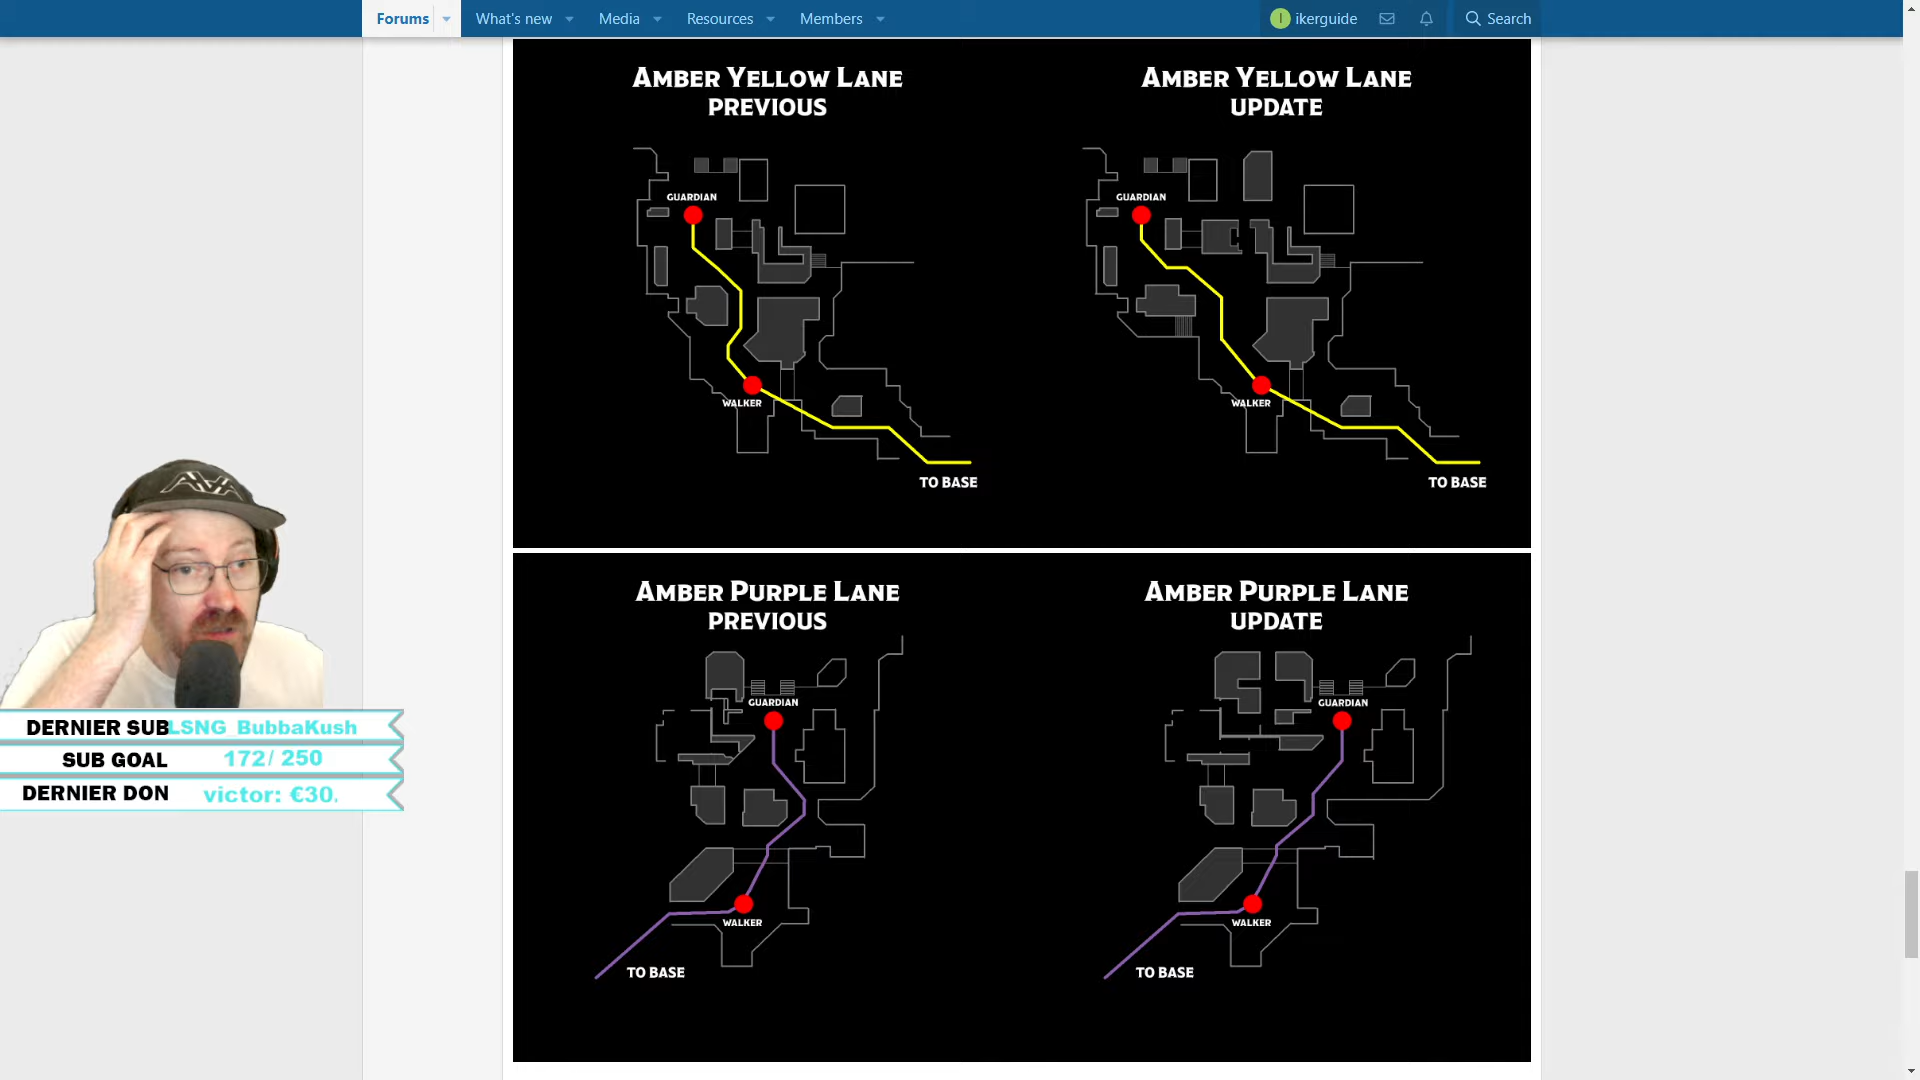 Forums
What's new
Media
Resources
Members
I ikerguide
Search
AMBER YELLOW LANE
PREVIOUS
AMBER YELLOW LANE
UPDATE
GUARDIAN
GUARDIAN
WALKER
WALKER
TO BASE
TO BASE
AMBER PURPLE LANE
PREVIOUS
AMBER PURPLE LANE
UPDATE
GUARDIAN
GUARDIAN
WALKER
WALKER
TO BASE
TO BASE
AVA
DERNIER SUB LSNG_BubbaKush
SUB GOAL 172/ 250
DERNIER DON victor: €30.